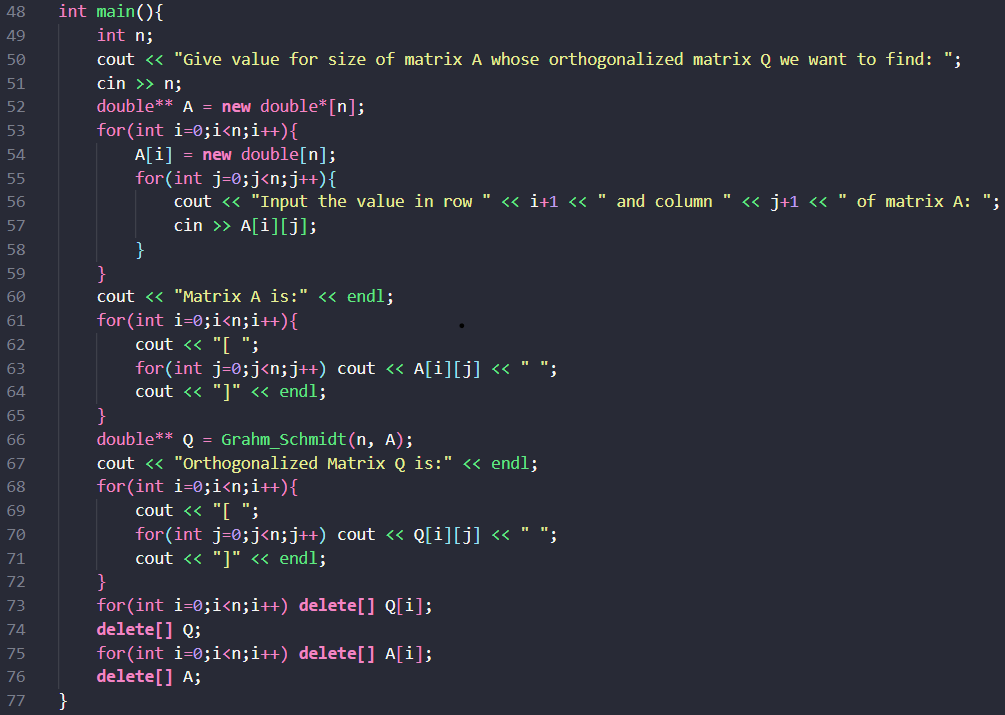 48 int main(){
49     int n;
50     cout << "Give value for size of matrix A whose orthogonalized matrix Q we want to find: ";
51     cin >> n;
52     double** A = new double*[n];
53     for(int i=0;i<n;i++){
54         A[i] = new double[n];
55         for(int j=0;j<n;j++){
56             cout << "Input the value in row " << i+1 << " and column " << j+1 << " of matrix A: ";
57             cin >> A[i][j];
58         }
59     }
60     cout << "Matrix A is:" << endl;
61     for(int i=0;i<n;i++){
62         cout << "[ ";
63         for(int j=0;j<n;j++) cout << A[i][j] << " ";
64         cout << "]" << endl;
65     }
66     double** Q = Grahm_Schmidt(n, A);
67     cout << "Orthogonalized Matrix Q is:" << endl;
68     for(int i=0;i<n;i++){
69         cout << "[ ";
70         for(int j=0;j<n;j++) cout << Q[i][j] << " ";
71         cout << "]" << endl;
72     }
73     for(int i=0;i<n;i++) delete[] Q[i];
74     delete[] Q;
75     for(int i=0;i<n;i++) delete[] A[i];
76     delete[] A;
77 }